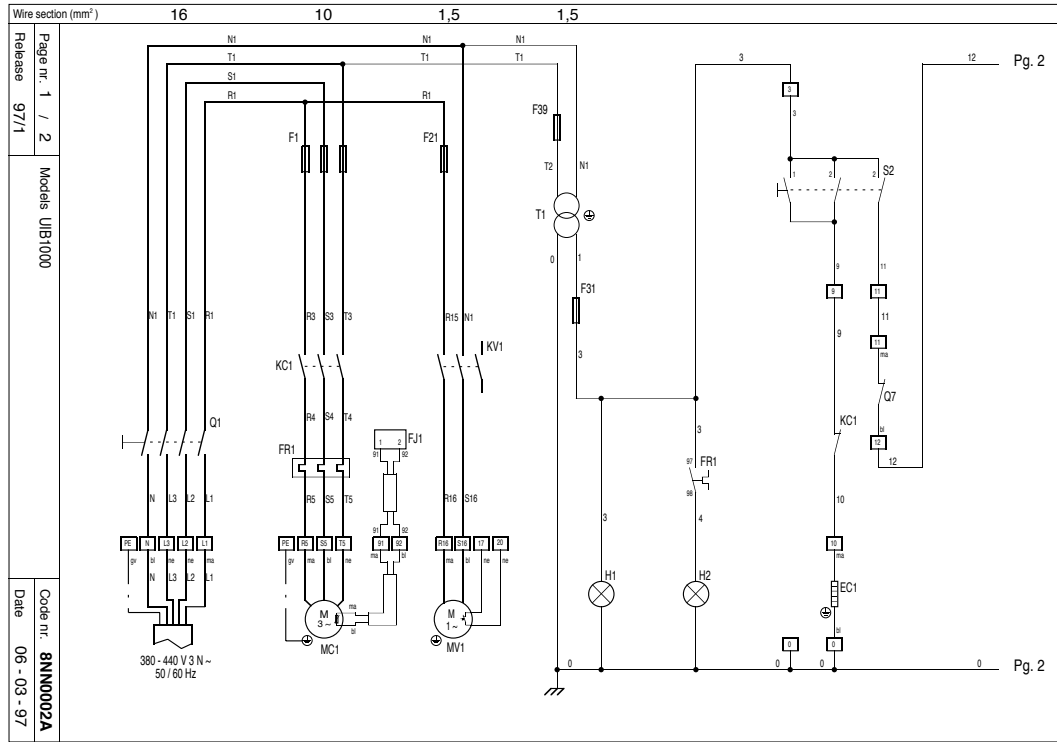 Wire section (mm²) 16 10 1,5 1,5
Page nr. 1 / 2
Release 97/1
Models UIB1000
Code nr. 8NN0002A
Date 06 - 03 - 97
N1 N1 N1
T1 T1 T1
S1
R1 R1
3
12 Pg. 2
3
3
F39
F1
F21
T2 N1
1 2 2 S2
T1
0 1
9 11
F31
9 11
N1 T1 S1 R1
R3 S3 T3
R15 N1
9 11
KC1
KV1
3
11
ma
Q7
Q1
R4 S4 T4
1 2 FJ1
91 92
3
KC1
bl
12
12
FR1
97 FR1
98
N L3 L2 L1
R5 S5 T5
R16 S16
10
91 92
3 4
PE N L3 L2 L1
PE R5 S5 T5
91 92
R16 S16 17 20
10
gv bl ne ne ne
gv ma bl ne
ma bl
ma bl ne ne
ma
N L3 L2 L1
H1 H2 EC1
ma
bl
M
3 ~
MC1
M
1 ~
MV1
bl
0 0
380 - 440 V 3 N ~
50 / 60 Hz
0 0 0 0 Pg. 2